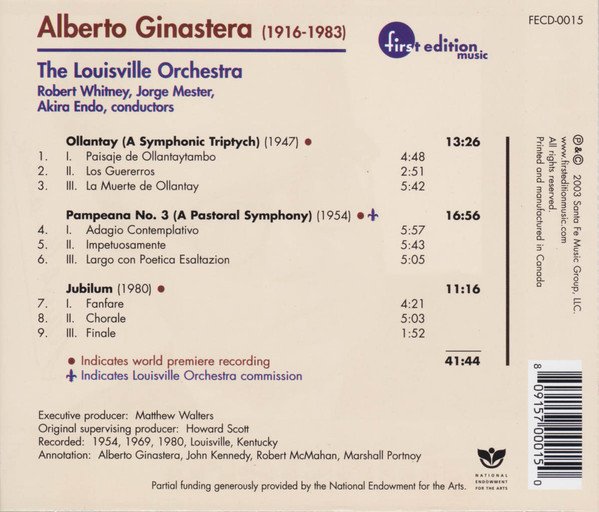 Alberto Ginastera (1916-1983)
first edition
music
FECD-0015
The Louisville Orchestra
Robert Whitney, Jorge Mester,
Akira Endo, conductors
Ollantay (A Symphonic Triptych) (1947) ● 13:26
1. I. Paisaje de Ollantaytambo 4:48
2. II. Los Guererros 2:51
3. III. La Muerte de Ollantay 5:42
Pampeana No. 3 (A Pastoral Symphony) (1954) ●⚜ 16:56
4. I. Adagio Contemplativo 5:57
5. II. Impetuosamente 5:43
6. III. Largo con Poetica Esaltazion 5:05
Jubilum (1980) ● 11:16
7. I. Fanfare 4:21
8. II. Chorale 5:03
9. III. Finale 1:52
● Indicates world premiere recording 41:44
⚜ Indicates Louisville Orchestra commission
Executive producer: Matthew Walters
Original supervising producer: Howard Scott
Recorded: 1954, 1969, 1980, Louisville, Kentucky
Annotation: Alberto Ginastera, John Kennedy, Robert McMahan, Marshall Portnoy
Partial funding generously provided by the National Endowment for the Arts.
NATIONAL
ENDOWMENT
FOR THE ARTS
℗&© 2003 Santa Fe Music Group, LLC.
www.firsteditionmusic.com
All rights reserved.
Printed and manufactured in Canada
8 09157 00015 0